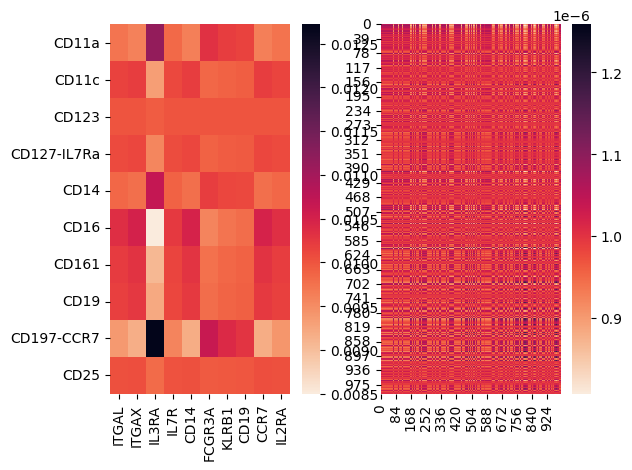 CD11a
CD11c
CD123
CD127-IL7Ra
CD14
CD16
CD161
CD19
CD197-CCR7
CD25
ITGAL
ITGAX
IL3RA
IL7R
CD14
FCGR3A
KLRB1
CD19
CCR7
IL2RA
0.0125
0.0120
0.0115
0.0110
0.0105
0.0100
0.0095
0.0090
0.0085
0
39
78
117
156
195
234
273
312
351
390
429
468
507
546
585
624
663
702
741
780
819
858
897
936
975
0
84
168
252
336
420
504
588
672
756
840
924
1e−6
1.2
1.1
1.0
0.9